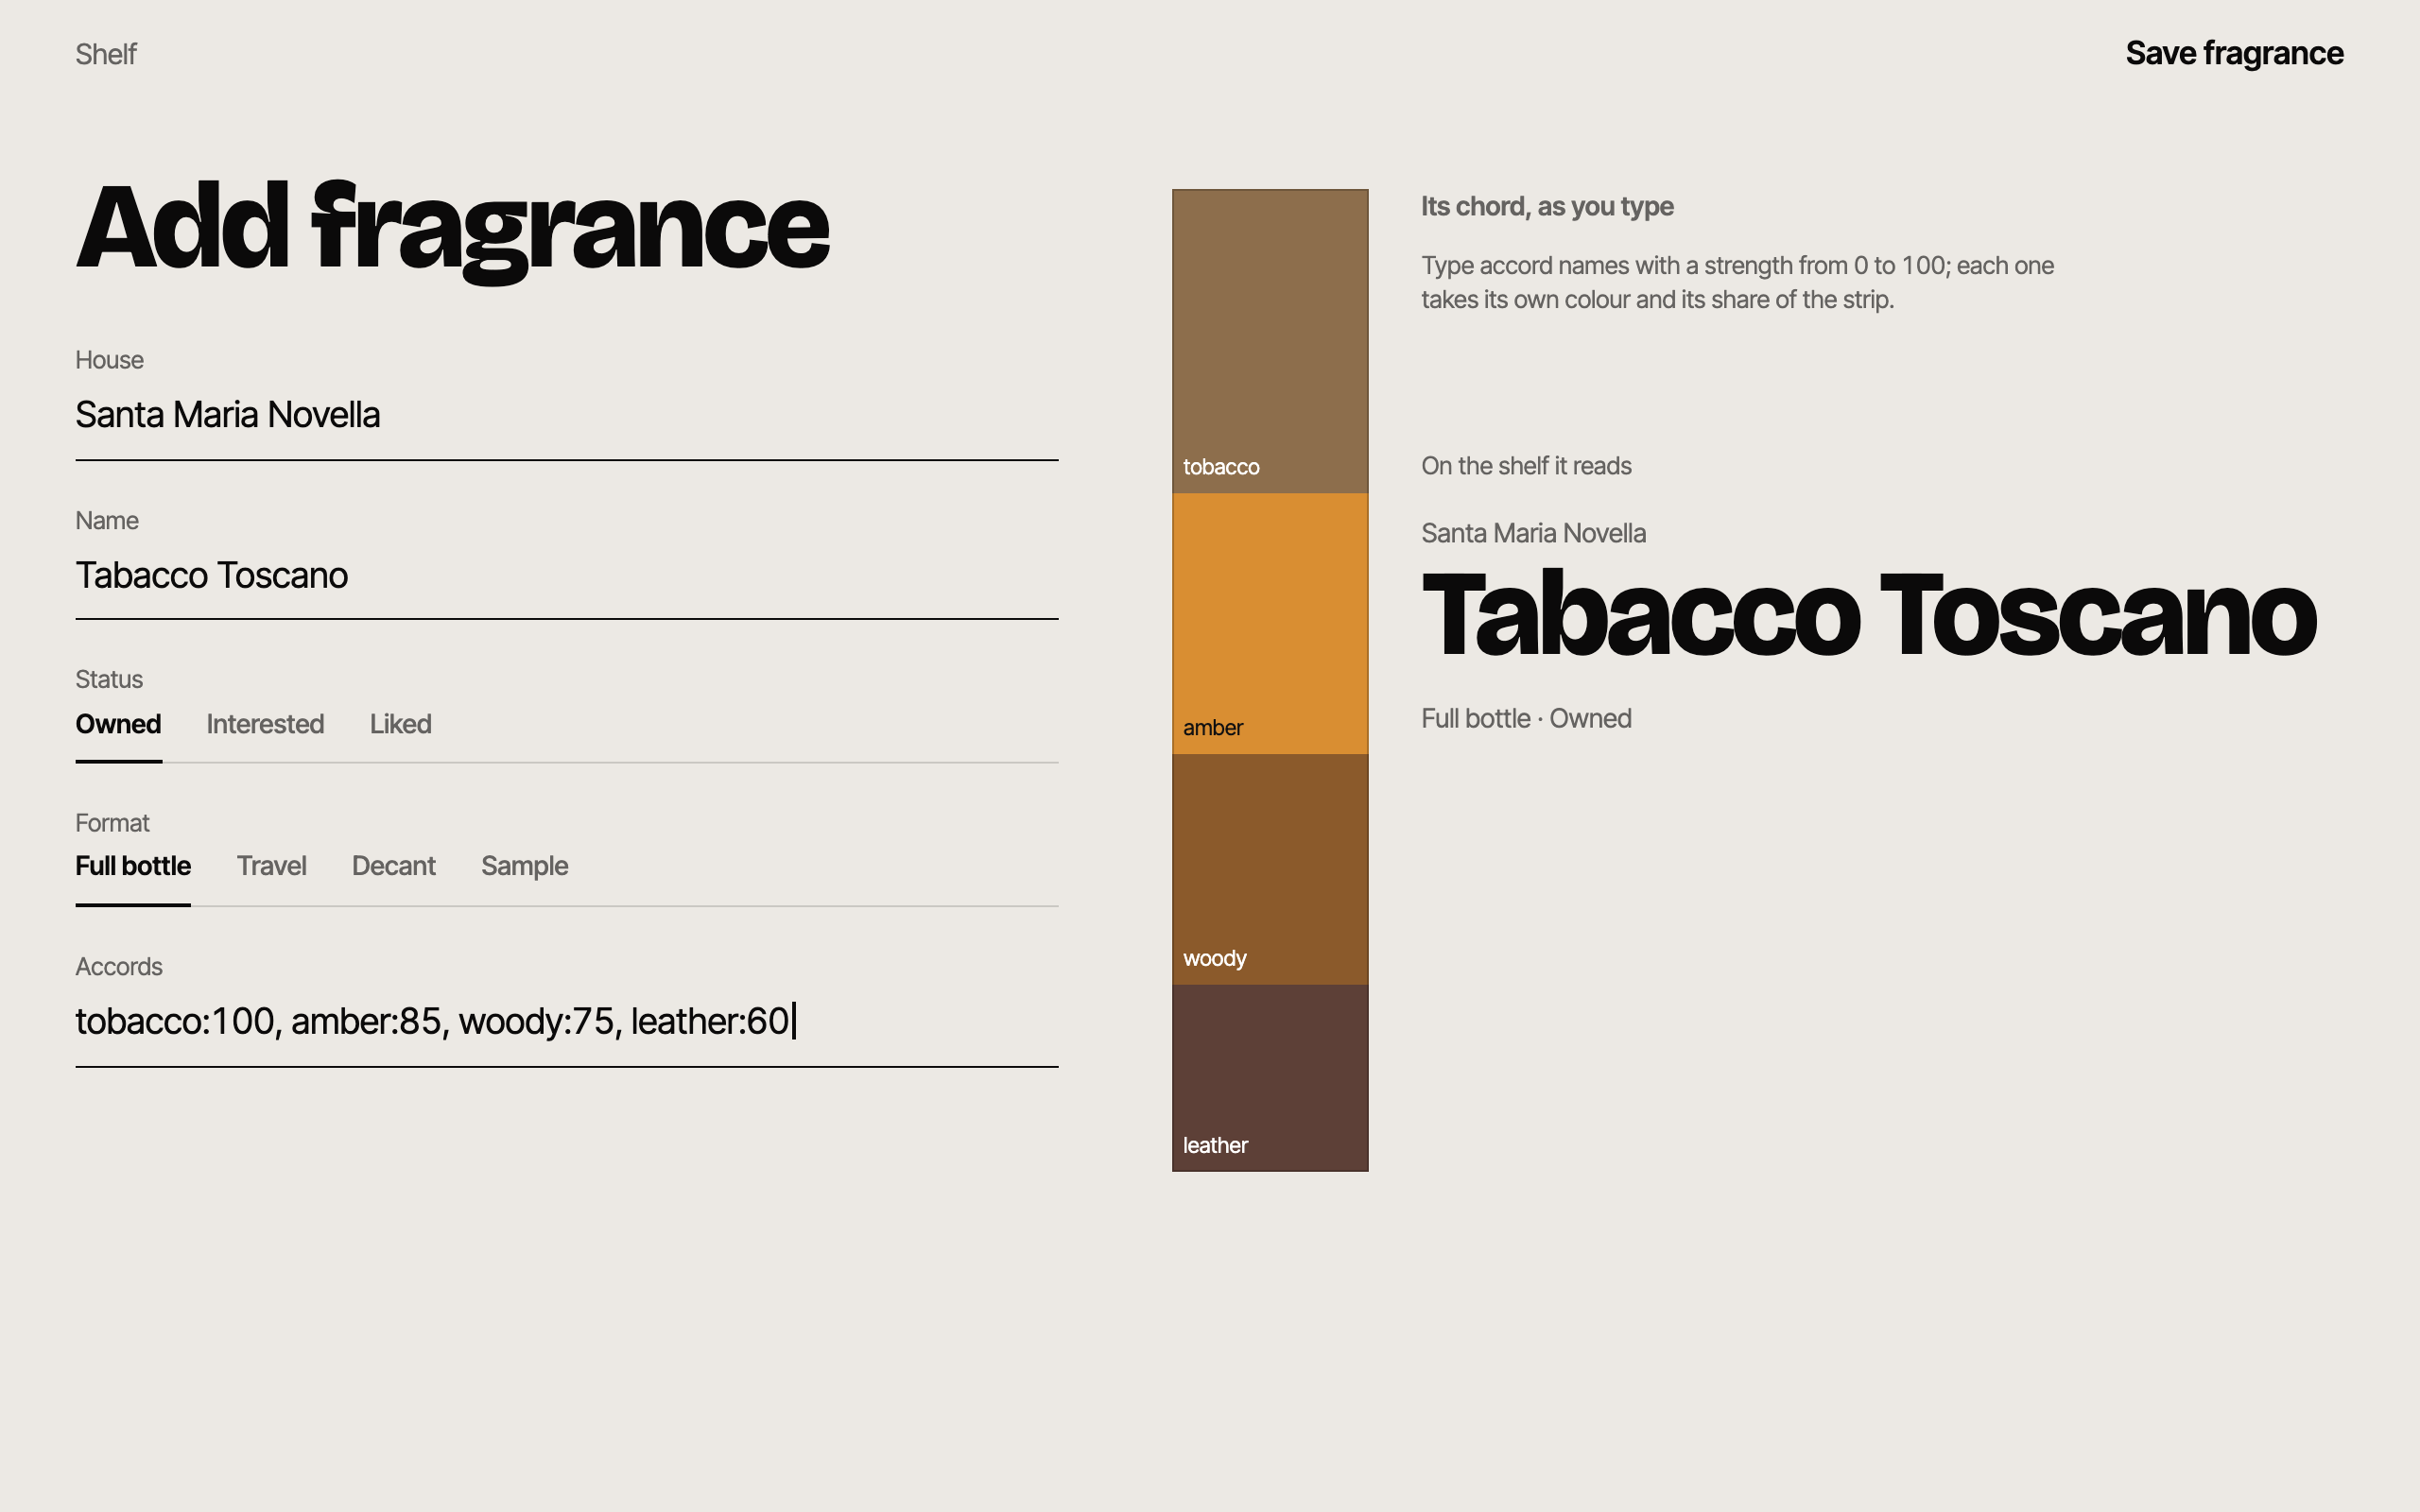 Shelf
Save fragrance
Add fragrance
House
Santa Maria Novella
Name
Tabacco Toscano
Status
Owned Interested Liked
Format
Full bottle Travel Decant Sample
Accords
tobacco:100, amber:85, woody:75, leather:60
tobacco
amber
woody
leather
Its chord, as you type
Type accord names with a strength from 0 to 100; each one
takes its own colour and its share of the strip.
On the shelf it reads
Santa Maria Novella
Tabacco Toscano
Full bottle · Owned